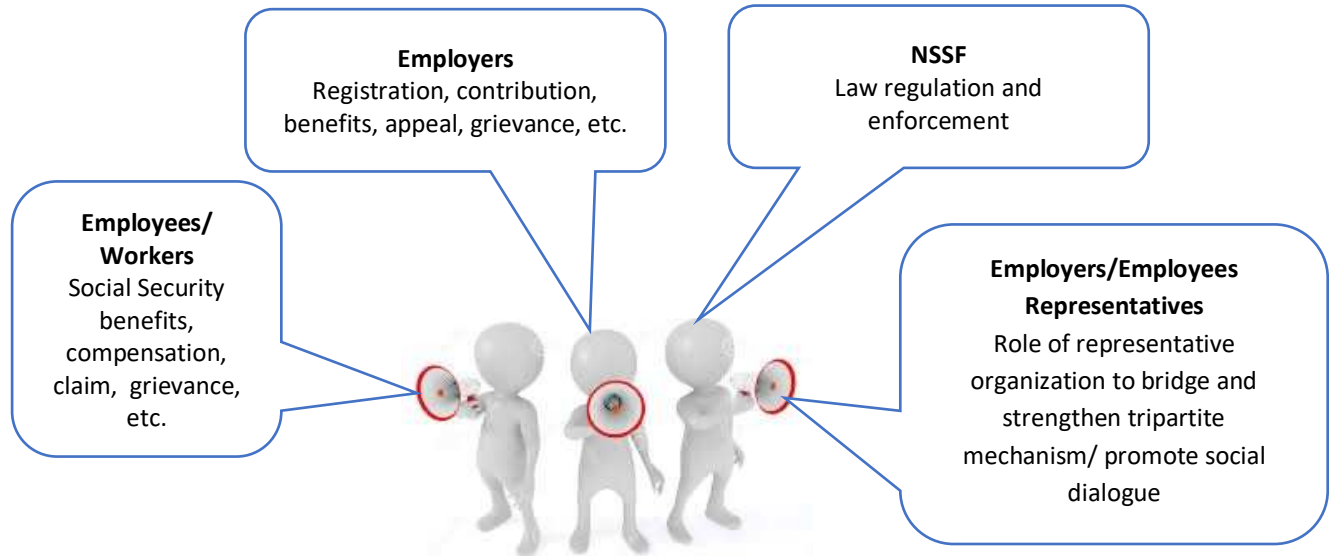 Employers
Registration, contribution,
benefits, appeal, grievance, etc.
NSSF
Law regulation and
enforcement
Employees/
Workers
Social Security
benefits,
compensation,
claim, grievance,
etc.
Employers/Employees
Representatives
Role of representative
organization to bridge and
strengthen tripartite
mechanism/ promote social
dialogue